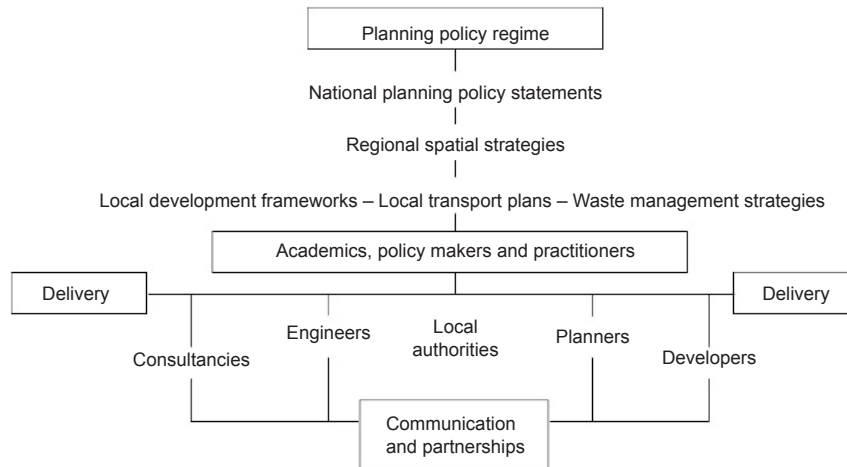 Planning policy regime
National planning policy statements
Regional spatial strategies
Local development frameworks – Local transport plans – Waste management strategies
Academics, policy makers and practitioners
Delivery
Delivery
Engineers
Local
authorities
Planners
Consultancies
Developers
Communication
and partnerships